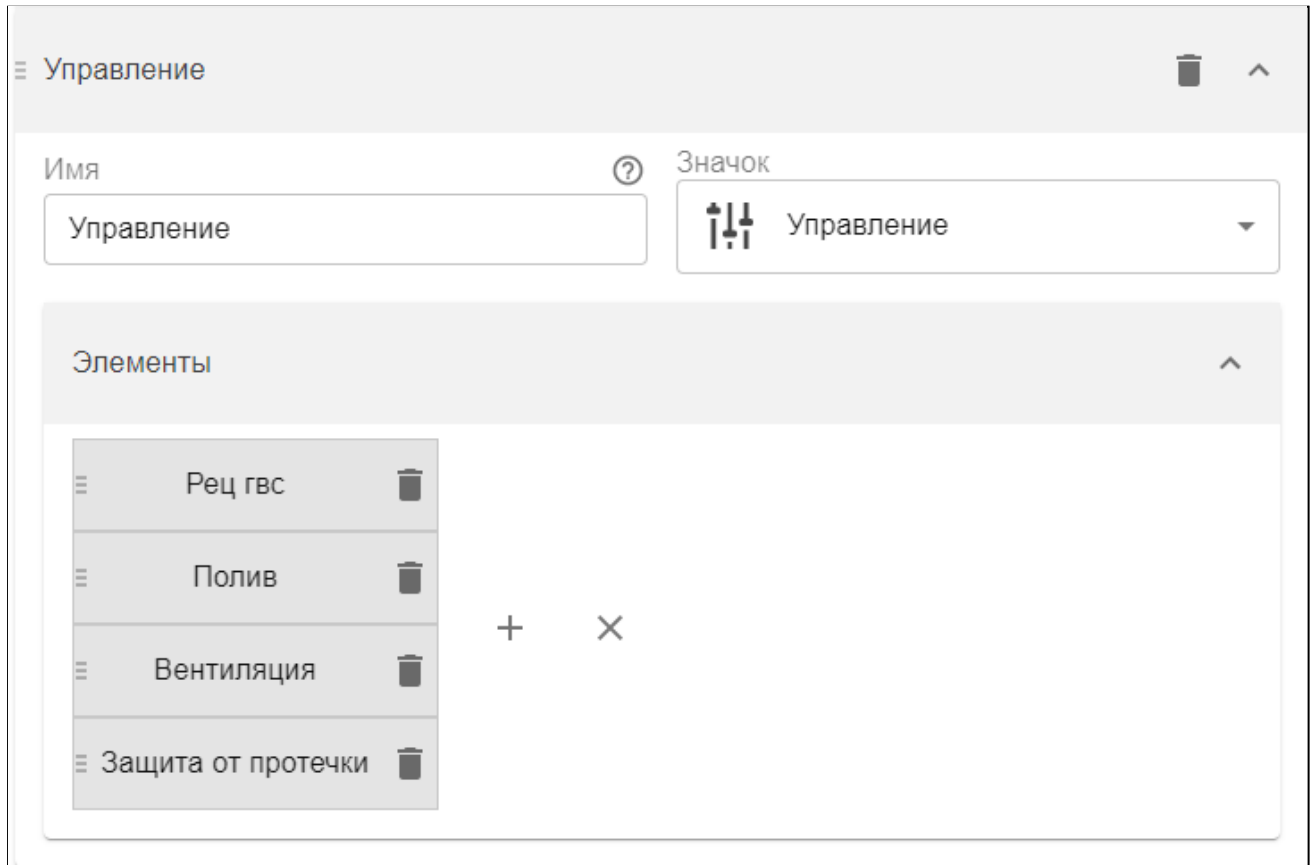 Управление
Имя
Значок
Управление
Управление
Элементы
Рец гвс
Полив
Вентиляция
Защита от протечки